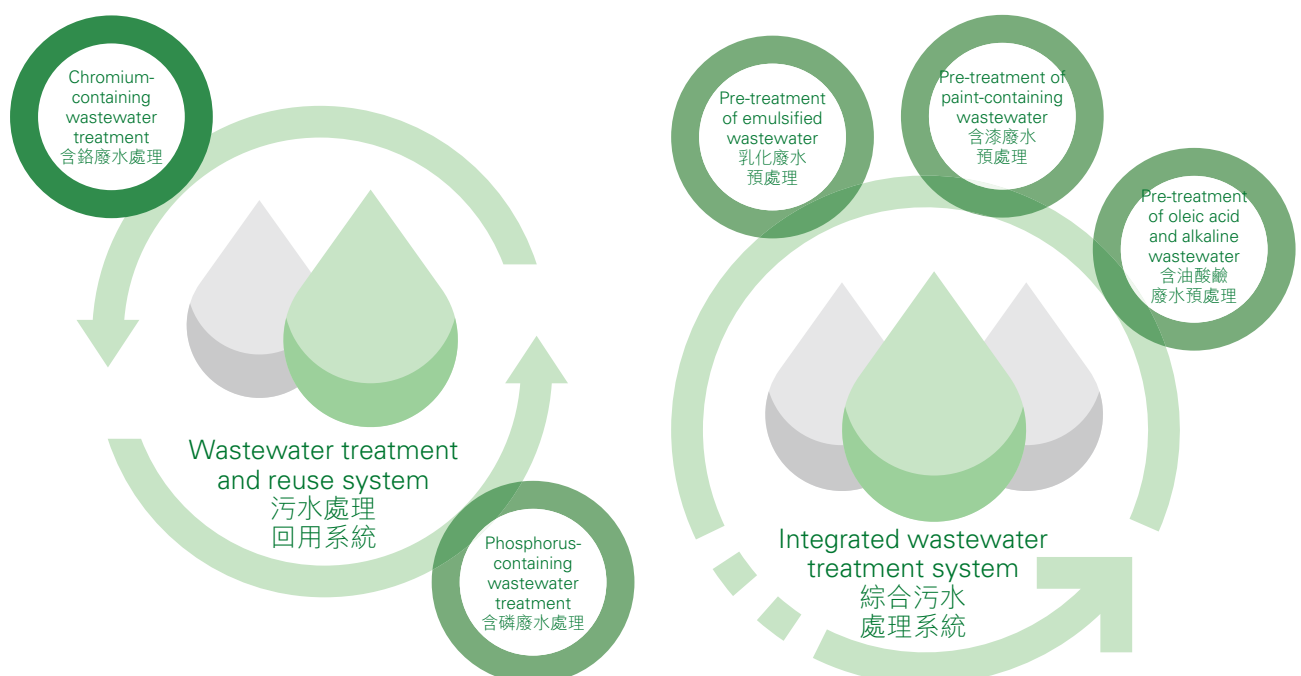 Chromium-
containing
wastewater
treatment
含鉻廢水處理
Wastewater treatment
and reuse system
污水處理
回用系統
Phosphorus-
containing
wastewater
treatment
含磷廢水處理
Pre-treatment
of emulsified
wastewater
乳化廢水
預處理
Pre-treatment of
paint-containing
wastewater
含漆廢水
預處理
Pre-treatment
of oleic acid
and alkaline
wastewater
含油酸鹼
廢水預處理
Integrated wastewater
treatment system
綜合污水
處理系統